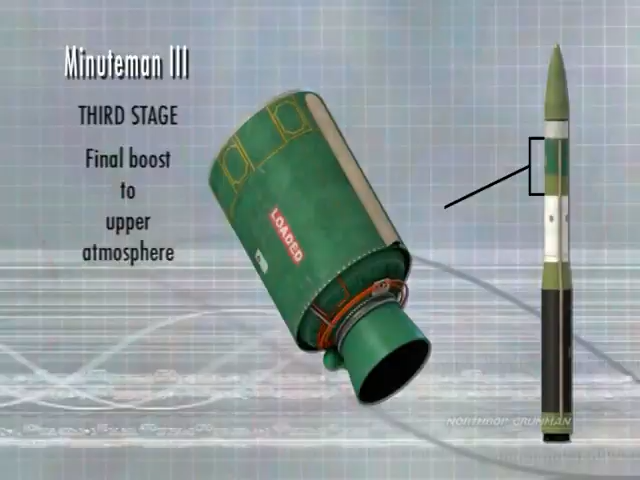 Minuteman III
THIRD STAGE
Final boost
to
upper
atmosphere
LOADED
NORTHROP GRUMMAN